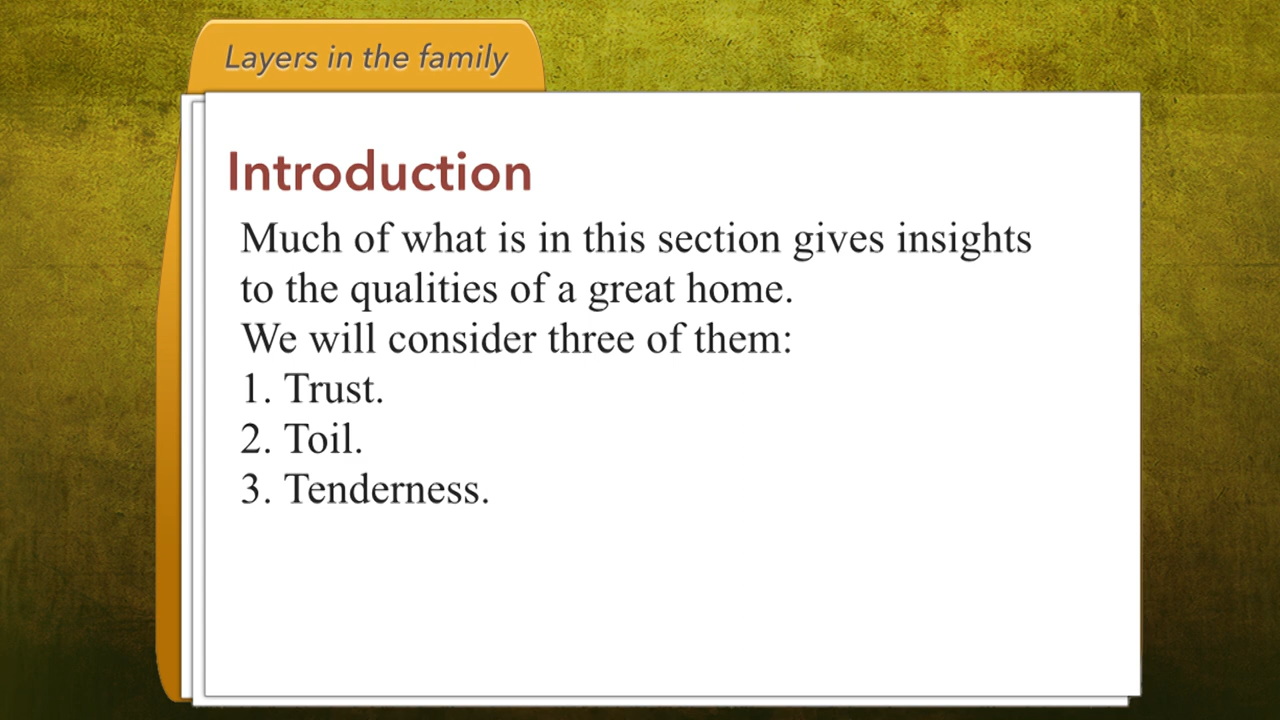 Layers in the family
Introduction
Much of what is in this section gives insights
to the qualities of a great home.
We will consider three of them:
1. Trust.
2. Toil.
3. Tenderness.